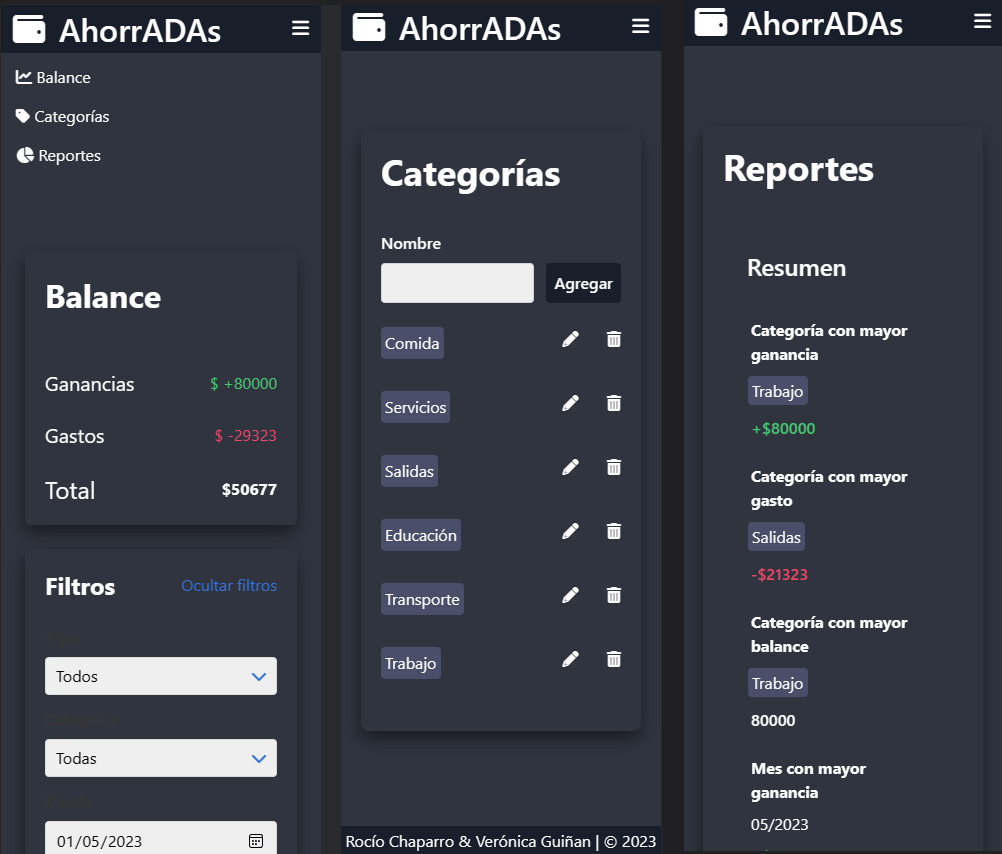 AhorrADAs
Balance
Categorías
Reportes
Balance
Ganancias $ +80000
Gastos $ -29323
Total $50677
Filtros Ocultar filtros
Todos
Todas
01/05/2023
AhorrADAs
Categorías
Nombre
Agregar
Comida
Servicios
Salidas
Educación
Transporte
Trabajo
Rocío Chaparro & Verónica Guiñan | © 2023
AhorrADAs
Reportes
Resumen
Categoría con mayor
ganancia
Trabajo
+$80000
Categoría con mayor
gasto
Salidas
-$21323
Categoría con mayor
balance
Trabajo
80000
Mes con mayor
ganancia
05/2023